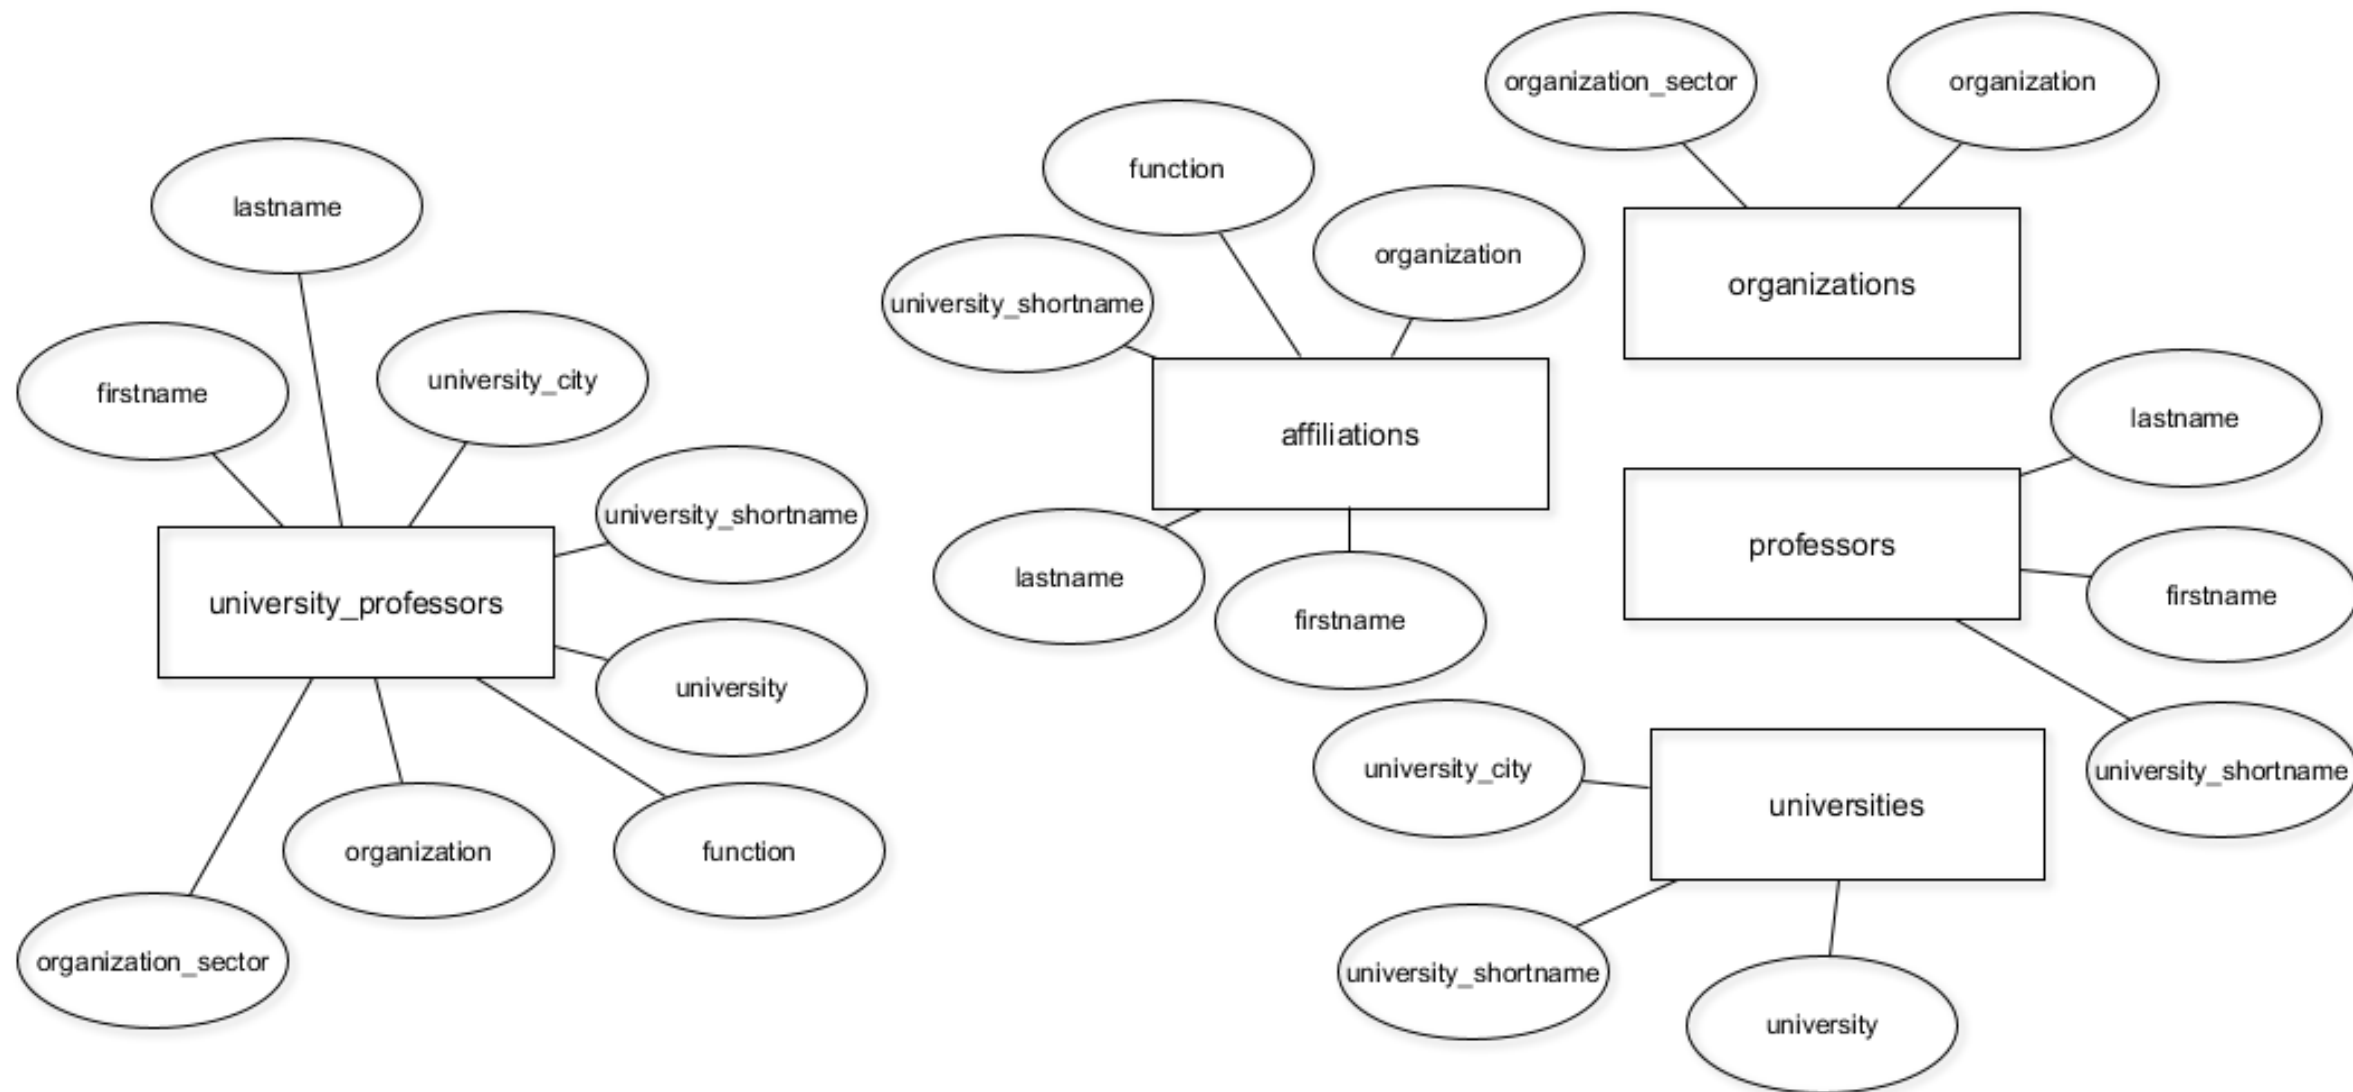 lastname
firstname
university_city
university_shortname
university_professors
university
organization
function
organization_sector
function
university_shortname
organization
affiliations
lastname
firstname
organization_sector
organization
organizations
lastname
professors
firstname
university_shortname
university_city
universities
university_shortname
university